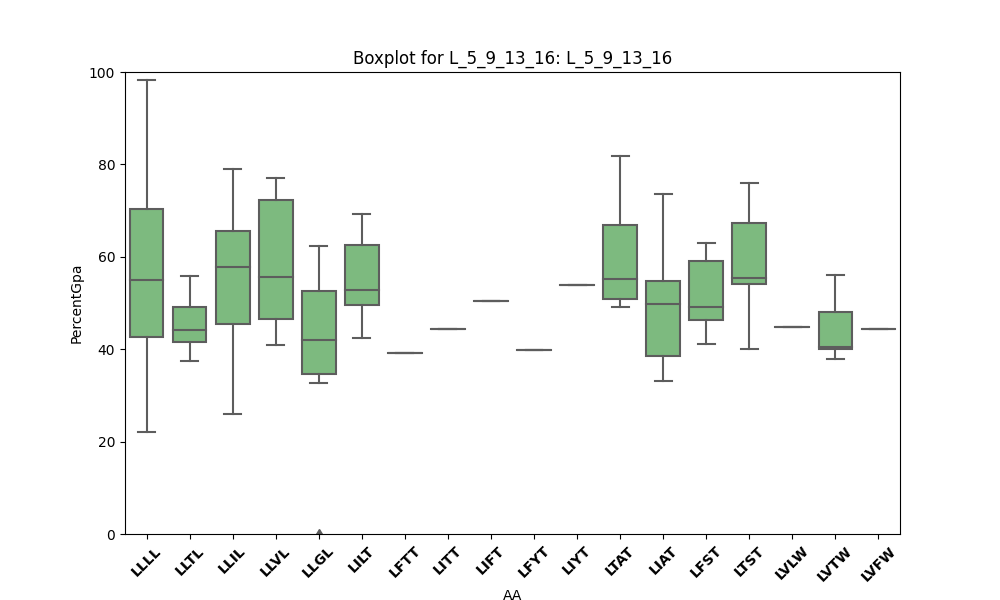 Boxplot for L_5_9_13_16: L_5_9_13_16
PercentGpa
100
80
60
40
20
0
LLLL LLTL LLIL LLVL LLGL LILT LFTT LITT LIFT LFYT LIYT LTAT LIAT LFST LTST LVLW LVTW LVFW
AA